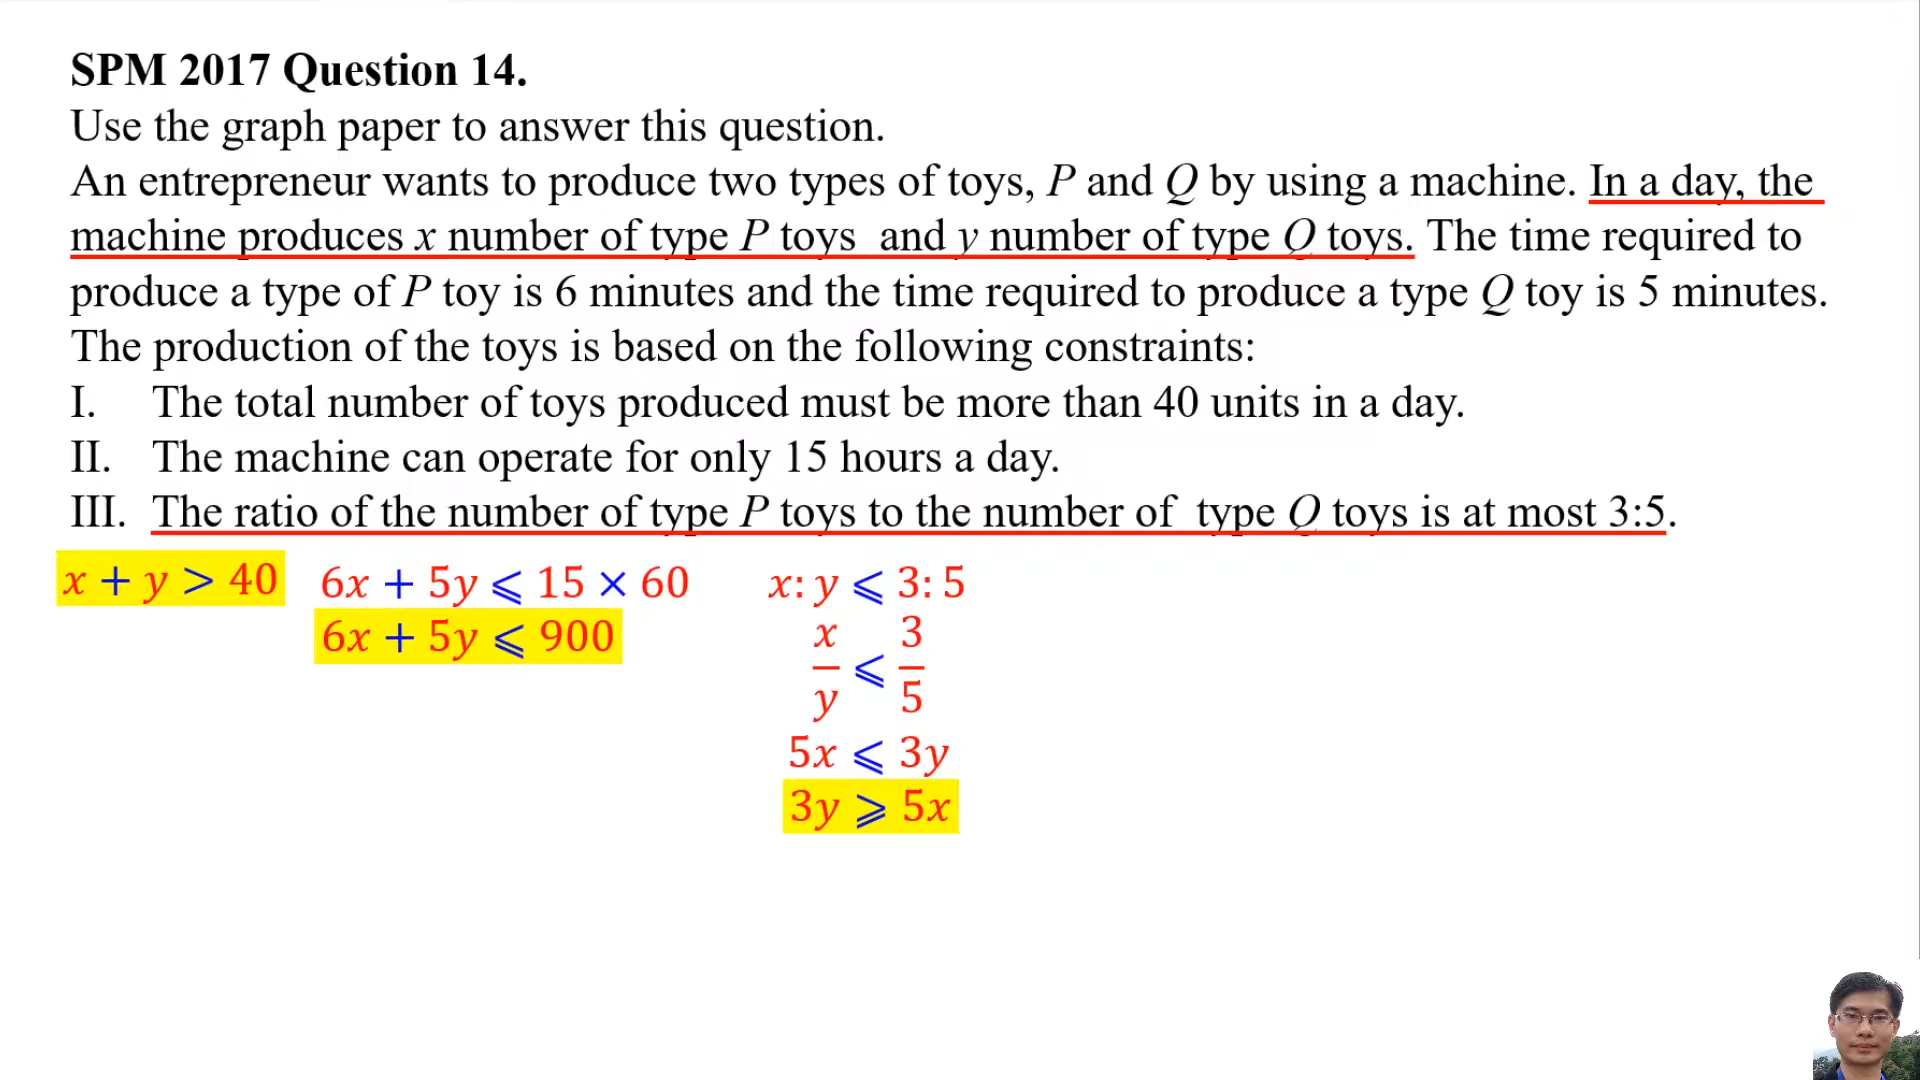 SPM 2017 Question 14.
Use the graph paper to answer this question.
An entrepreneur wants to produce two types of toys, P and Q by using a machine. In a day, the
machine produces x number of type P toys  and y number of type Q toys. The time required to
produce a type of P toy is 6 minutes and the time required to produce a type Q toy is 5 minutes.
The production of the toys is based on the following constraints:
I. The total number of toys produced must be more than 40 units in a day.
II. The machine can operate for only 15 hours a day.
III. The ratio of the number of type P toys to the number of  type Q toys is at most 3:5.
x + y > 40
6x + 5y ⩽ 15 × 60
6x + 5y ⩽ 900
x: y ⩽ 3: 5
x/y ⩽ 3/5
5x ⩽ 3y
3y ⩾ 5x